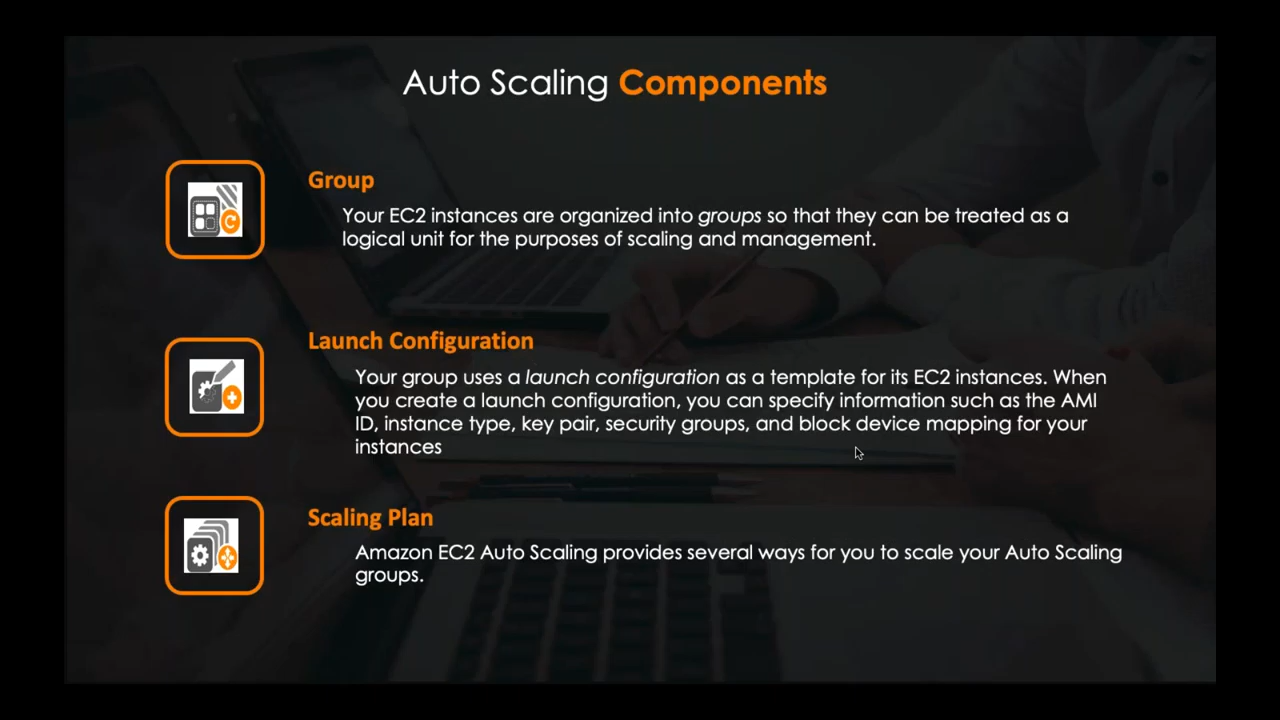 Auto Scaling Components
Group
Your EC2 instances are organized into groups so that they can be treated as a
logical unit for the purposes of scaling and management.
Launch Configuration
Your group uses a launch configuration as a template for its EC2 instances. When
you create a launch configuration, you can specify information such as the AMI
ID, instance type, key pair, security groups, and block device mapping for your
instances
Scaling Plan
Amazon EC2 Auto Scaling provides several ways for you to scale your Auto Scaling
groups.